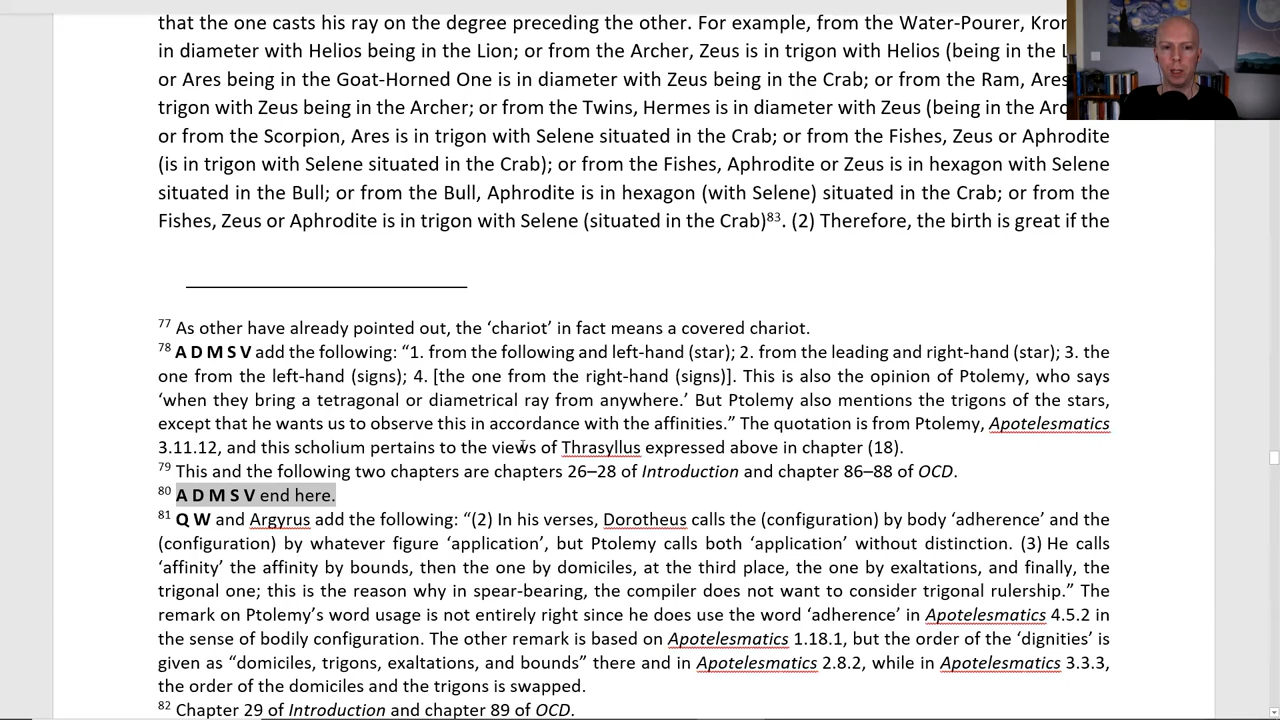 that the one casts his ray on the degree preceding the other. For example, from the Water-Pourer,
in diameter with Helios being in the Lion; or from the Archer, Zeus is in trigon with Helios (being in the
or Ares being in the Goat-Horned One is in diameter with Zeus being in the Crab; or from the Ram, Ares
trigon with Zeus being in the Archer; or from the Twins, Hermes is in diameter with Zeus (being in the
or from the Scorpion, Ares is in trigon with Selene situated in the Crab; or from the Fishes, Zeus or Aphrodite
(is in trigon with Selene situated in the Crab); or from the Fishes, Aphrodite or Zeus is in hexagon with Selene
situated in the Bull; or from the Bull, Aphrodite is in hexagon (with Selene) situated in the Crab; or from the
Fishes, Zeus or Aphrodite is in trigon with Selene (situated in the Crab)⁸³. (2) Therefore, the birth is great if the
⁷⁷ As other have already pointed out, the ‘chariot’ in fact means a covered chariot.
⁷⁸ A D M S V add the following: “1. from the following and left-hand (star); 2. from the leading and right-hand (star); 3. the
one from the left-hand (signs); 4. [the one from the right-hand (signs)]. This is also the opinion of Ptolemy, who says
‘when they bring a tetragonal or diametrical ray from anywhere.’ But Ptolemy also mentions the trigons of the stars,
except that he wants us to observe this in accordance with the affinities.” The quotation is from Ptolemy, Apotelesmatics
3.11.12, and this scholium pertains to the views of Thrasyllus expressed above in chapter (18).
⁷⁹ This and the following two chapters are chapters 26–28 of Introduction and chapter 86–88 of OCD.
⁸⁰ A D M S V end here.
⁸¹ Q W and Argyrus add the following: “(2) In his verses, Dorotheus calls the (configuration) by body ‘adherence’ and the
(configuration) by whatever figure ‘application’, but Ptolemy calls both ‘application’ without distinction. (3) He calls
‘affinity’ the affinity by bounds, then the one by domiciles, at the third place, the one by exaltations, and finally, the
trigonal one; this is the reason why in spear-bearing, the compiler does not want to consider trigonal rulership.” The
remark on Ptolemy’s word usage is not entirely right since he does use the word ‘adherence’ in Apotelesmatics 4.5.2 in
the sense of bodily configuration. The other remark is based on Apotelesmatics 1.18.1, but the order of the ‘dignities’ is
given as “domiciles, trigons, exaltations, and bounds” there and in Apotelesmatics 2.8.2, while in Apotelesmatics 3.3.3,
the order of the domiciles and the trigons is swapped.
⁸² Chapter 29 of Introduction and chapter 89 of OCD.